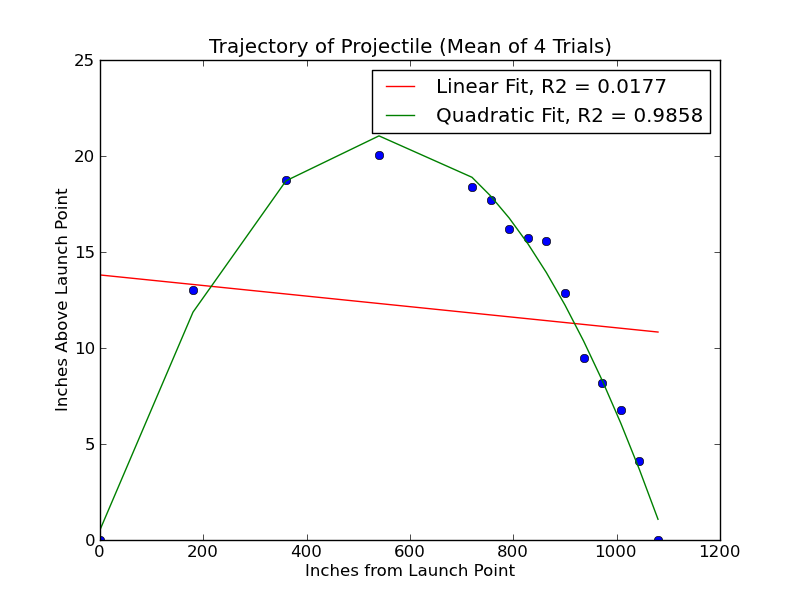 Trajectory of Projectile (Mean of 4 Trials)
Linear Fit, R2 = 0.0177
Quadratic Fit, R2 = 0.9858
Inches Above Launch Point
25
20
15
10
5
0
0 200 400 600 800 1000 1200
Inches from Launch Point